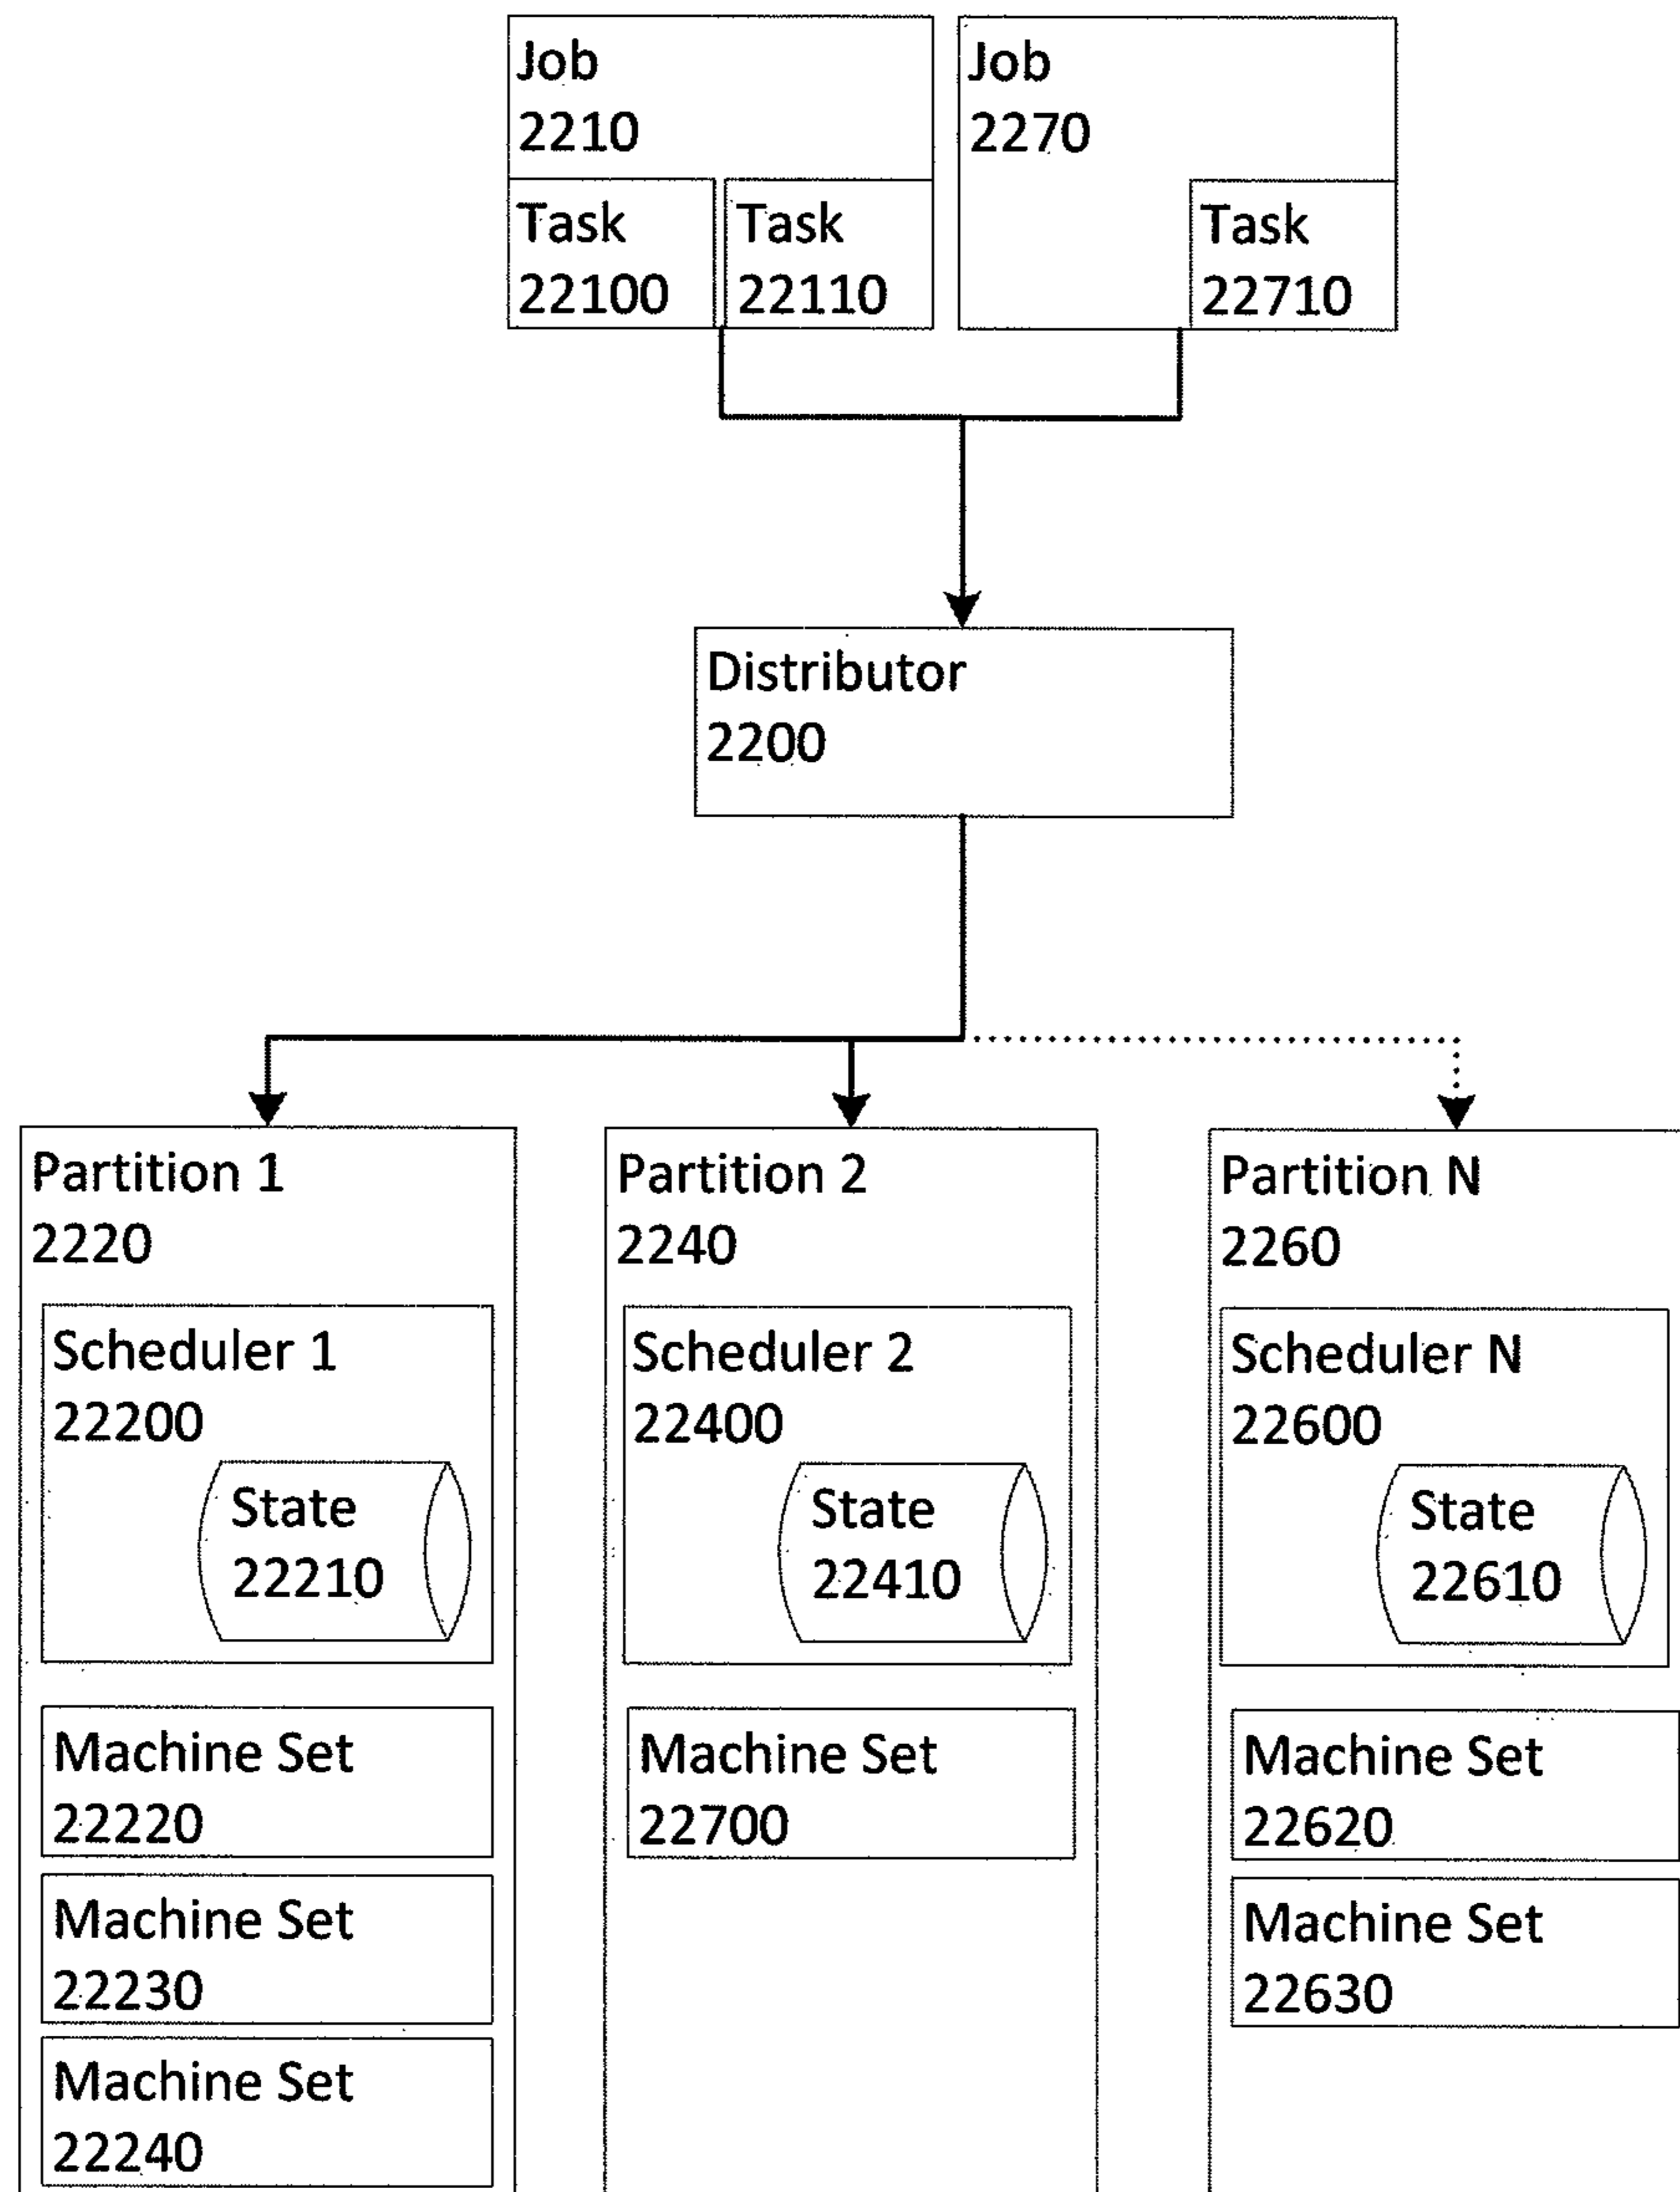 Job
2210
Task
22100
Task
22110
Job
2270
Task
22710
Distributor
2200
Partition 1
2220
Scheduler 1
22200
State
22210
Machine Set
22220
Machine Set
22230
Machine Set
22240
Partition 2
2240
Scheduler 2
22400
State
22410
Machine Set
22700
Partition N
2260
Scheduler N
22600
State
22610
Machine Set
22620
Machine Set
22630